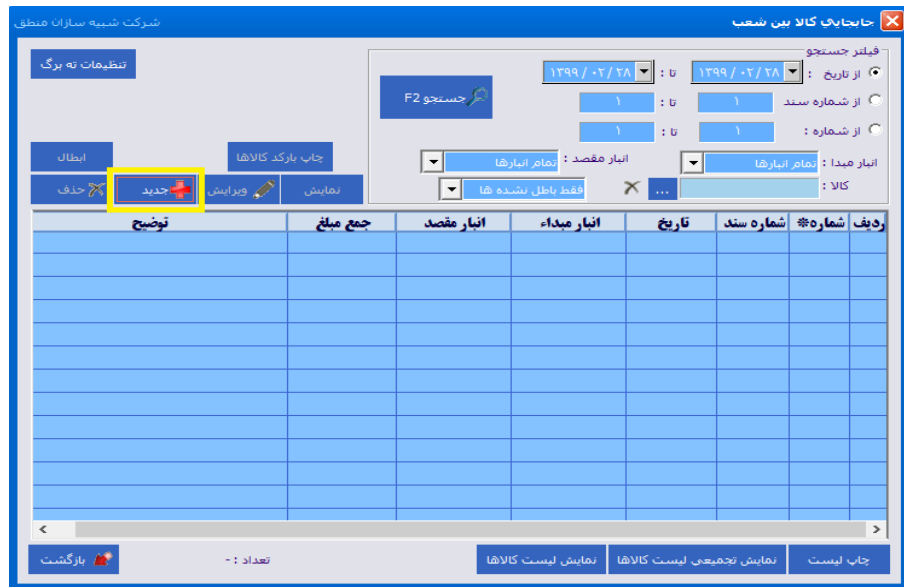 جابجایی کالا بین شعب
شرکت شبیه سازان منطق
فیلتر جستجو
از تاریخ : ۱۳۹۹/۰۲/۲۸ تا : ۱۳۹۹/۰۲/۲۸
از شماره سند ۱ تا : ۱
از شماره : ۱ تا : ۱
جستجو F2
تنظیمات ته برگ
انبار مبدا : تمام انبارها انبار مقصد : تمام انبارها
چاپ بارکد کالاها ابطال
کالا : ... فقط باطل نشده ها
نمایش ویرایش جدید حذف
ردیف شماره※ شماره سند تاریخ انبار مبداء انبار مقصد جمع مبلغ توضیح
چاپ لیست نمایش تجمیعی لیست کالاها نمایش لیست کالاها تعداد : - بازگشت